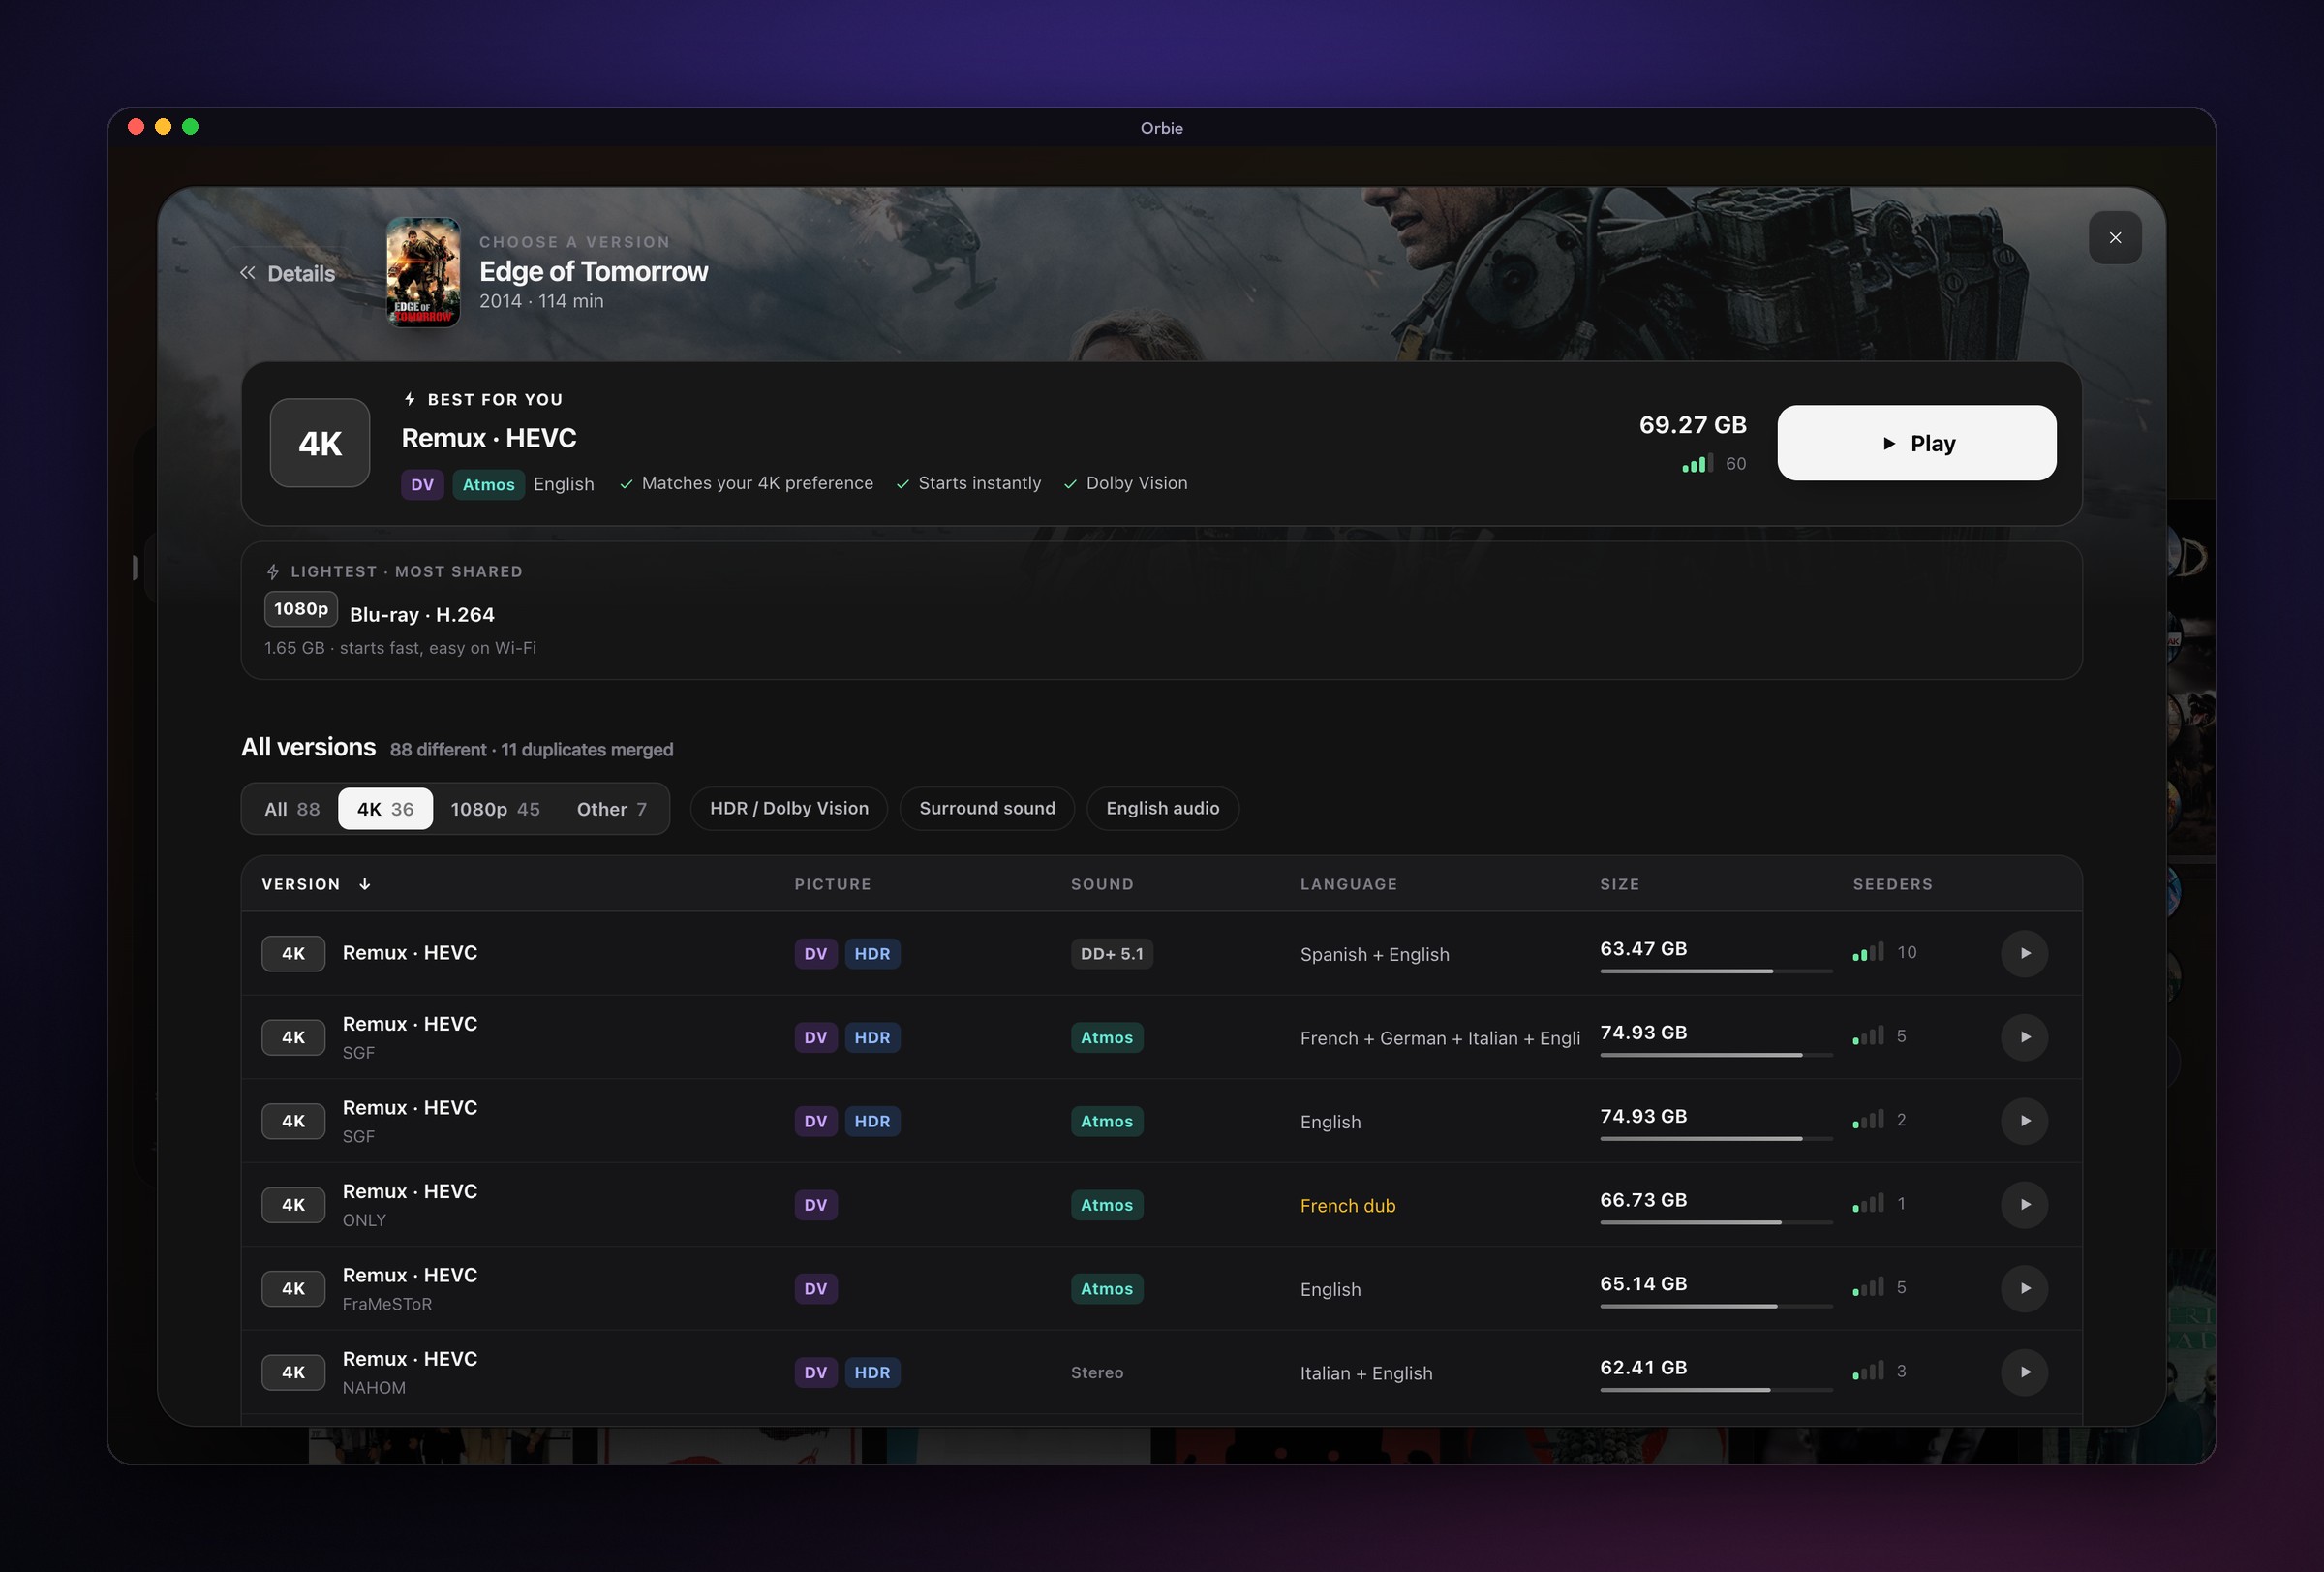 Orbie
Details
CHOOSE A VERSION
Edge of Tomorrow
2014 · 114 min
EDGE OF
TOMORROW
4K
BEST FOR YOU
Remux · HEVC
DV Atmos English Matches your 4K preference Starts instantly Dolby Vision
69.27 GB
60
Play
LIGHTEST · MOST SHARED
1080p Blu-ray · H.264
1.65 GB · starts fast, easy on Wi-Fi
All versions 88 different · 11 duplicates merged
All 88 4K 36 1080p 45 Other 7 HDR / Dolby Vision Surround sound English audio
VERSION PICTURE SOUND LANGUAGE SIZE SEEDERS
4K Remux · HEVC DV HDR DD+ 5.1 Spanish + English 63.47 GB 10
4K Remux · HEVC DV HDR Atmos French + German + Italian + Engli 74.93 GB 5
SGF
4K Remux · HEVC DV HDR Atmos English 74.93 GB 2
SGF
4K Remux · HEVC DV Atmos French dub 66.73 GB 1
ONLY
4K Remux · HEVC DV Atmos English 65.14 GB 5
FraMeSToR
4K Remux · HEVC DV HDR Stereo Italian + English 62.41 GB 3
NAHOM